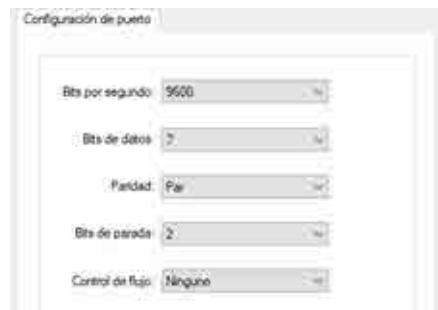 Configuración de puerto
Bits por segundo: 9600
Bits de datos: 7
Paridad: Par
Bits de parada: 2
Control de flujo: Ninguno